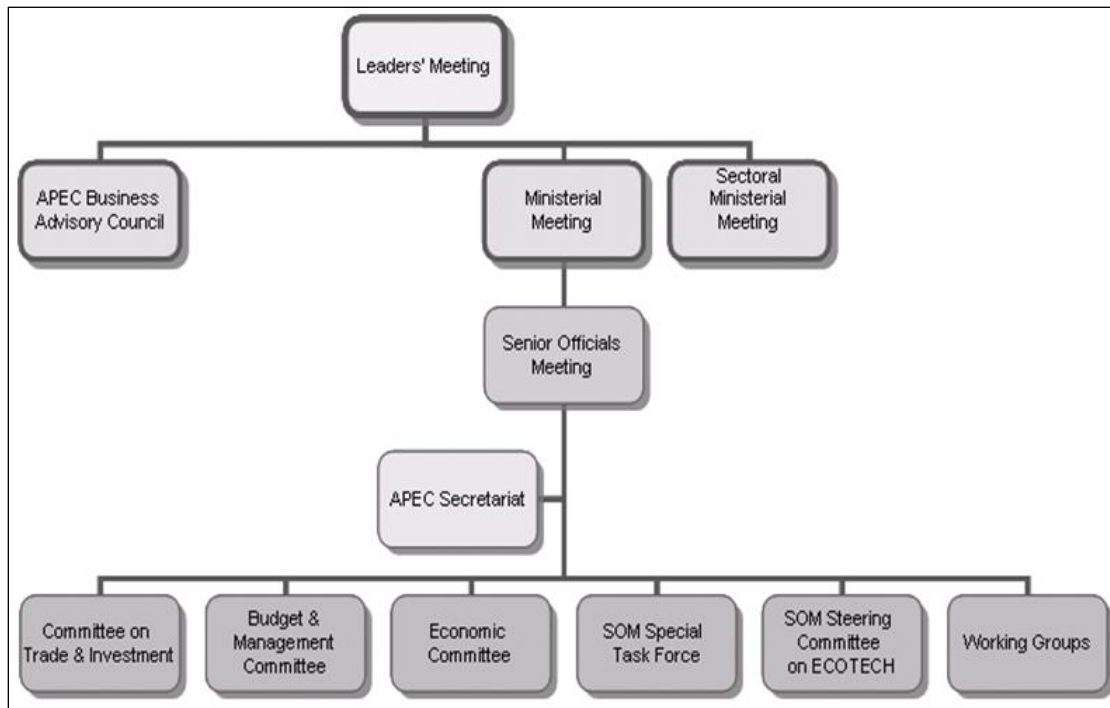 Leaders' Meeting
APEC Business
Advisory Council
Ministerial
Meeting
Sectoral
Ministerial
Meeting
Senior Officials
Meeting
APEC Secretariat
Committee on
Trade & Investment
Budget &
Management
Committee
Economic
Committee
SOM Special
Task Force
SOM Steering
Committee
on ECOTECH
Working Groups